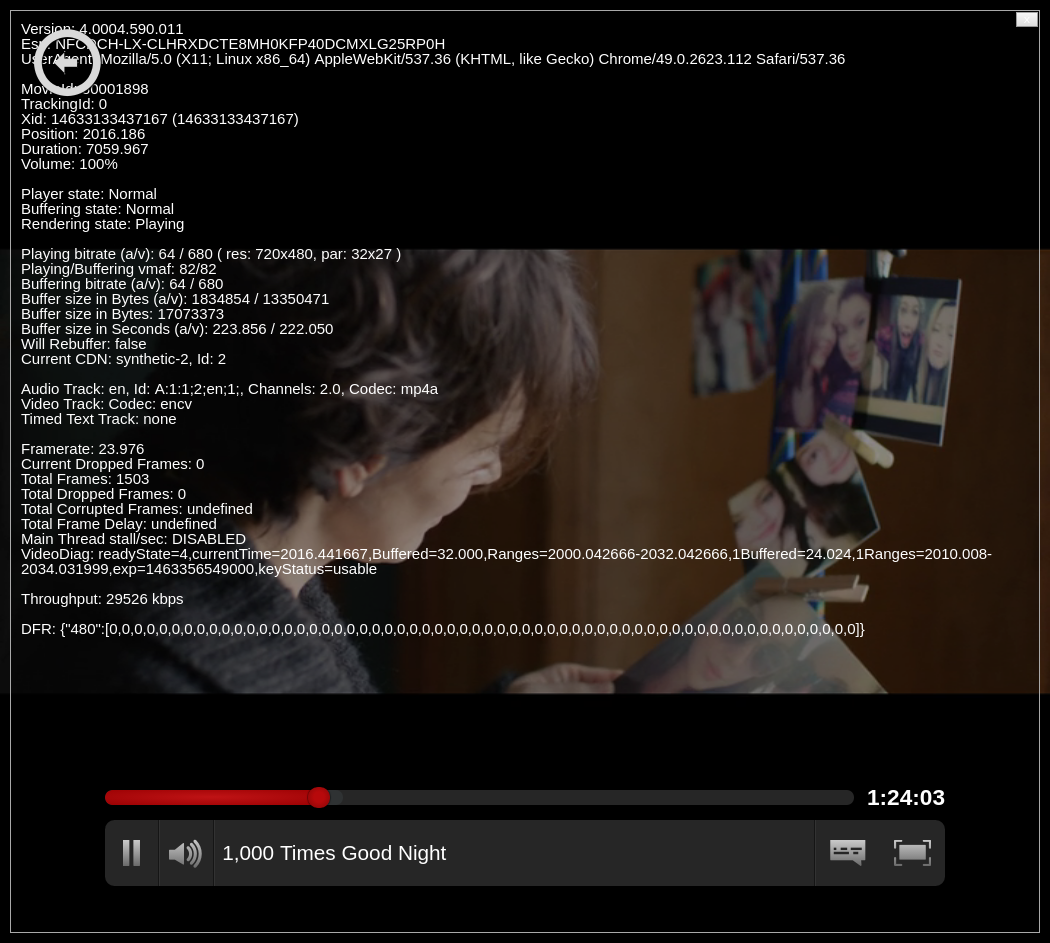 Version: 4.0004.590.011
Esn: NFCDCH-LX-CLHRXDCTE8MH0KFP40DCMXLG25RP0H
UserAgent: Mozilla/5.0 (X11; Linux x86_64) AppleWebKit/537.36 (KHTML, like Gecko) Chrome/49.0.2623.112 Safari/537.36
MovieId: 80001898
TrackingId: 0
Xid: 14633133437167 (14633133437167)
Position: 2016.186
Duration: 7059.967
Volume: 100%
Player state: Normal
Buffering state: Normal
Rendering state: Playing
Playing bitrate (a/v): 64 / 680 ( res: 720x480, par: 32x27 )
Playing/Buffering vmaf: 82/82
Buffering bitrate (a/v): 64 / 680
Buffer size in Bytes (a/v): 1834854 / 13350471
Buffer size in Bytes: 17073373
Buffer size in Seconds (a/v): 223.856 / 222.050
Will Rebuffer: false
Current CDN: synthetic-2, Id: 2
Audio Track: en, Id: A:1:1;2;en;1;, Channels: 2.0, Codec: mp4a
Video Track: Codec: encv
Timed Text Track: none
Framerate: 23.976
Current Dropped Frames: 0
Total Frames: 1503
Total Dropped Frames: 0
Total Corrupted Frames: undefined
Total Frame Delay: undefined
Main Thread stall/sec: DISABLED
VideoDiag: readyState=4,currentTime=2016.441667,Buffered=32.000,Ranges=2000.042666-2032.042666,1Buffered=24.024,1Ranges=2010.008-
2034.031999,exp=1463356549000,keyStatus=usable
Throughput: 29526 kbps
DFR: {"480":[0,0,0,0,0,0,0,0,0,0,0,0,0,0,0,0,0,0,0,0,0,0,0,0,0,0,0,0,0,0,0,0,0,0,0,0,0,0,0,0,0,0,0,0,0,0,0,0,0,0,0,0,0,0,0,0,0,0,0,0]}
1:24:03
1,000 Times Good Night